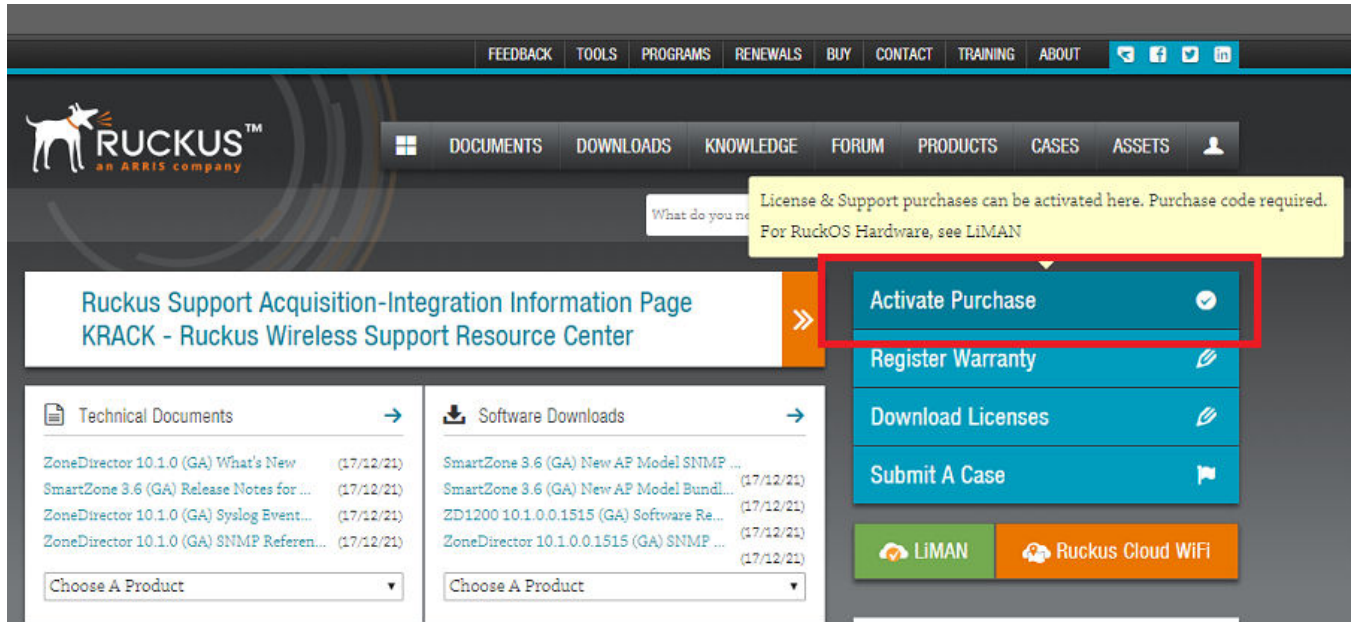 FEEDBACK TOOLS PROGRAMS RENEWALS BUY CONTACT TRAINING ABOUT
RUCKUS™
an ARRIS company
DOCUMENTS DOWNLOADS KNOWLEDGE FORUM PRODUCTS CASES ASSETS
What do you ne
License & Support purchases can be activated here. Purchase code required.
For RuckOS Hardware, see LiMAN
Ruckus Support Acquisition-Integration Information Page
KRACK - Ruckus Wireless Support Resource Center
Activate Purchase
Register Warranty
Download Licenses
Submit A Case
LiMAN
Ruckus Cloud WiFi
Technical Documents
ZoneDirector 10.1.0 (GA) What's New (17/12/21)
SmartZone 3.6 (GA) Release Notes for ... (17/12/21)
ZoneDirector 10.1.0 (GA) Syslog Event... (17/12/21)
ZoneDirector 10.1.0 (GA) SNMP Referen... (17/12/21)
Choose A Product
Software Downloads
SmartZone 3.6 (GA) New AP Model SNMP ...
(17/12/21)
SmartZone 3.6 (GA) New AP Model Bundl...
(17/12/21)
ZD1200 10.1.0.0.1515 (GA) Software Re...
(17/12/21)
ZoneDirector 10.1.0.0.1515 (GA) SNMP ...
(17/12/21)
Choose A Product